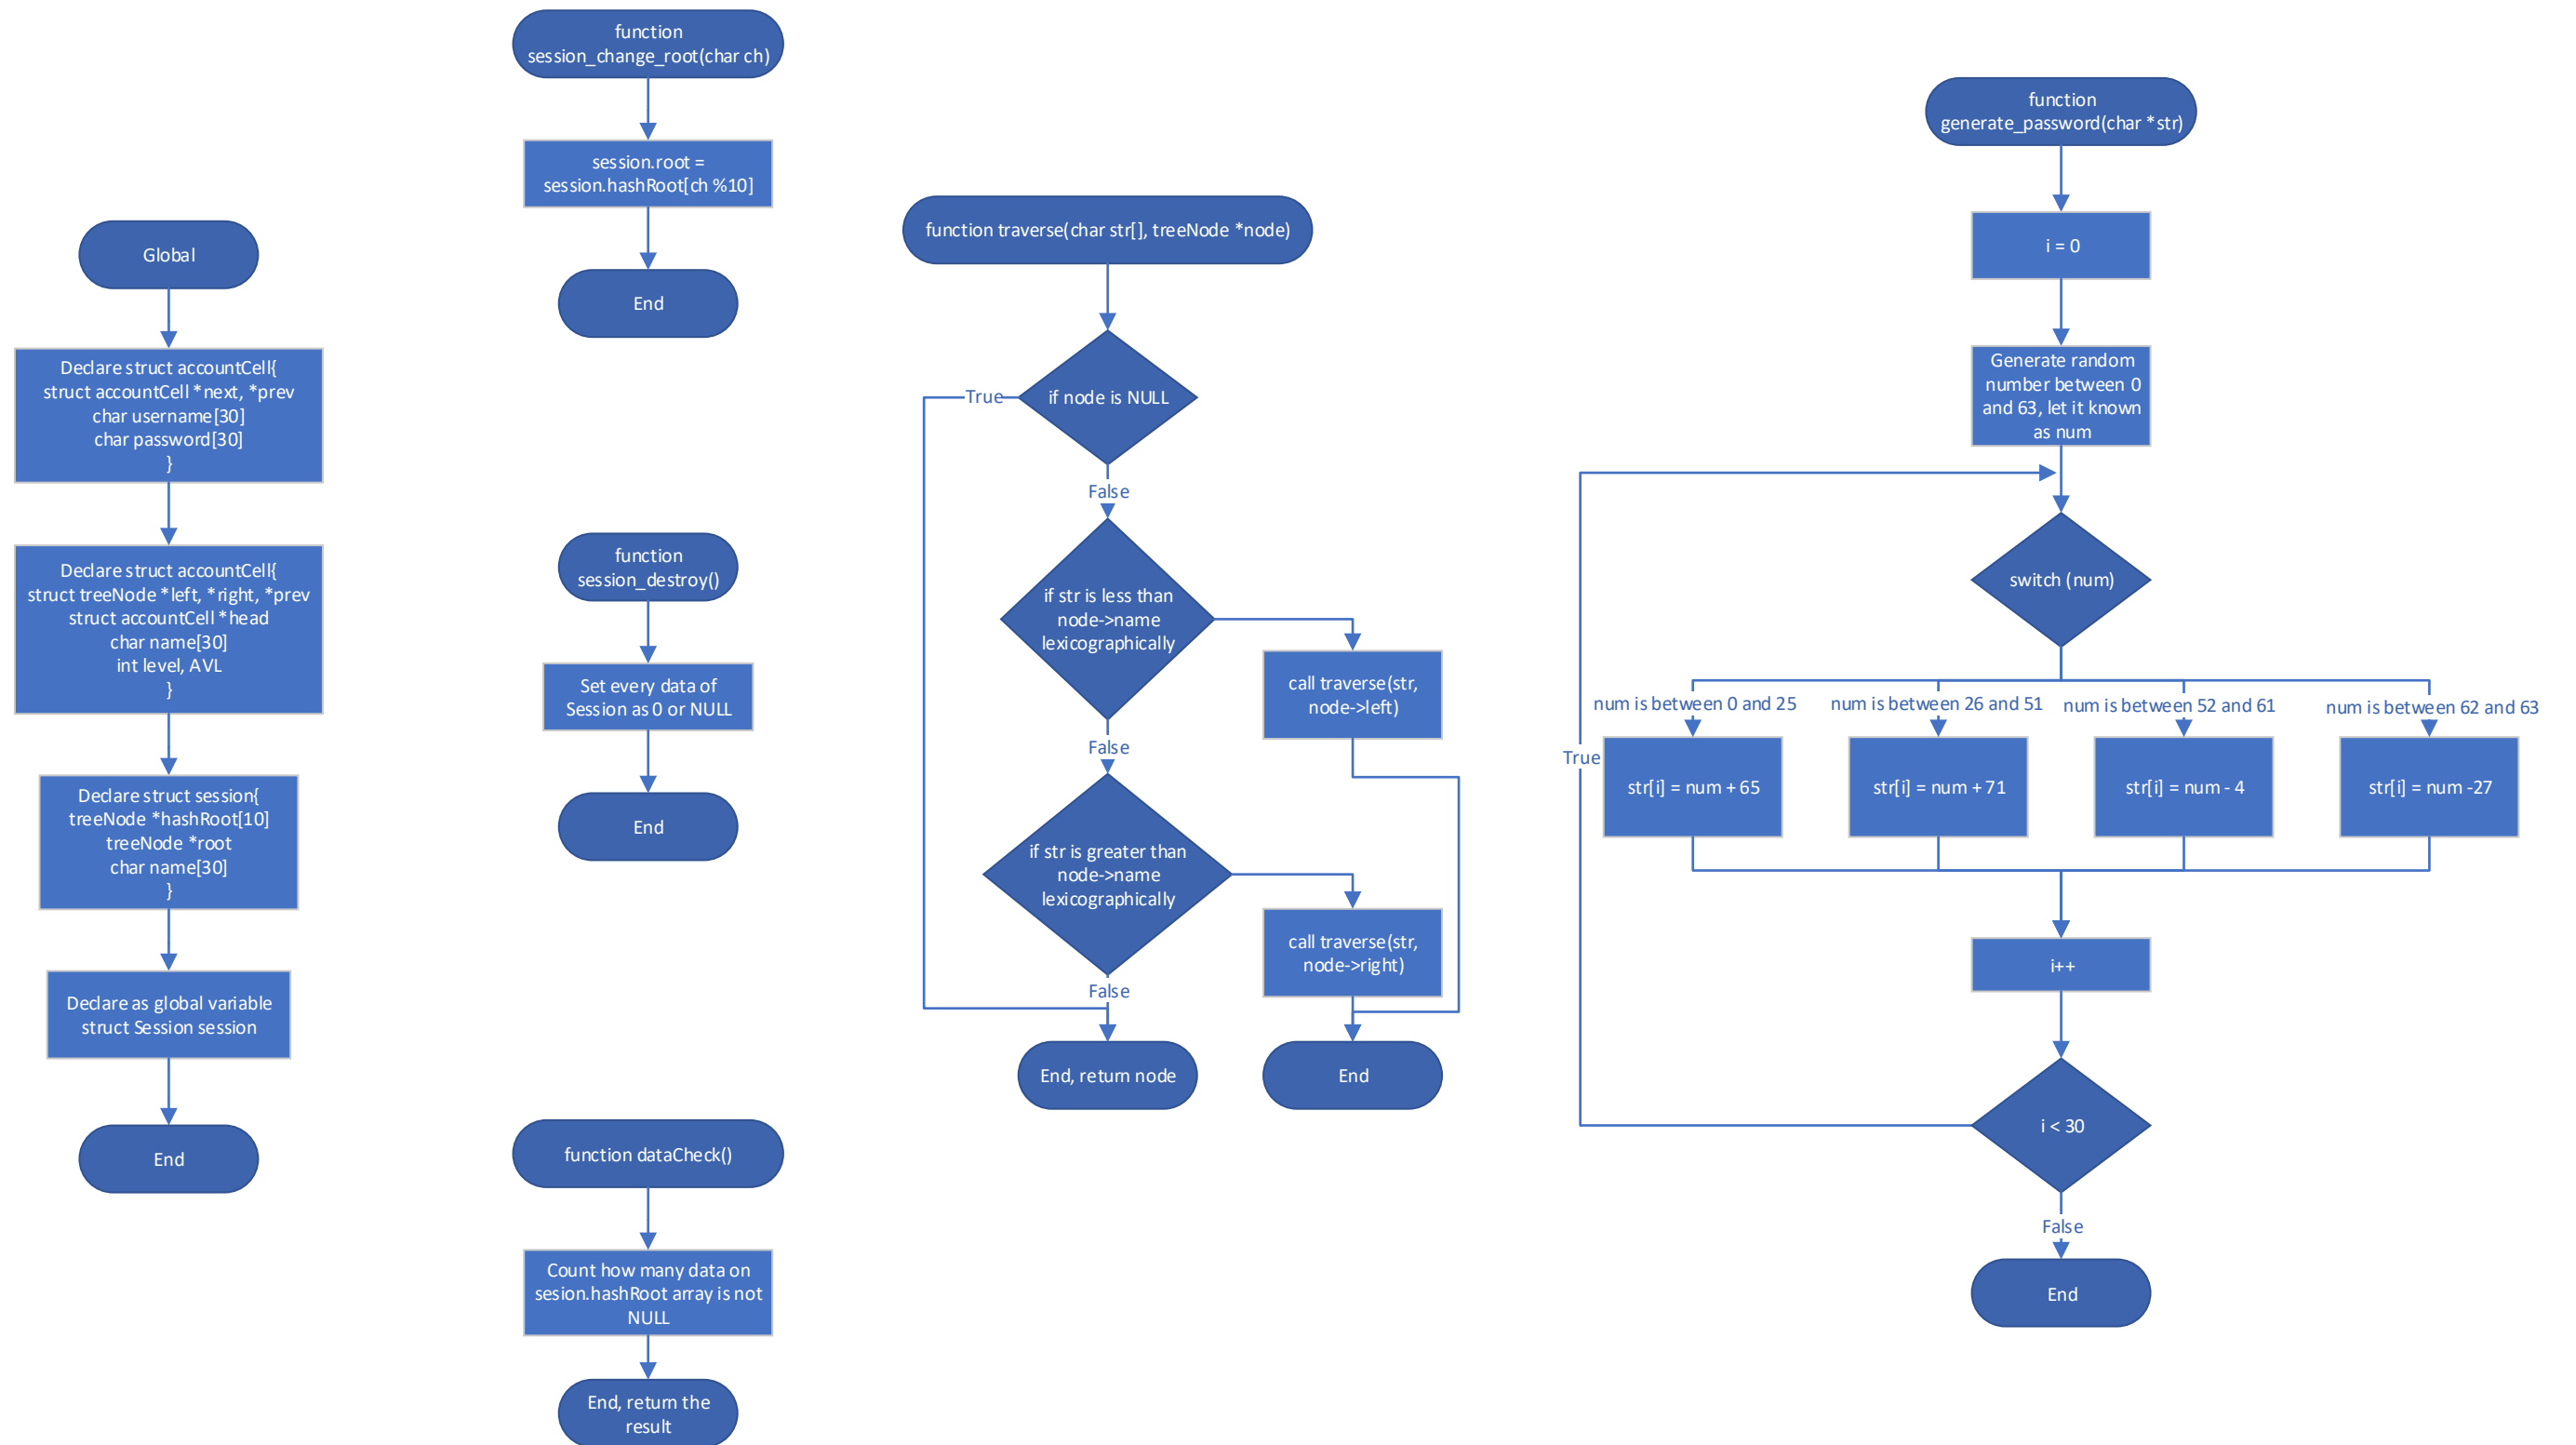 Global
Declare struct accountCell{
struct accountCell *next, *prev
char username[30]
char password[30]
}
Declare struct accountCell{
struct treeNode *left, *right, *prev
struct accountCell *head
char name[30]
int level, AVL
}
Declare struct session{
treeNode *hashRoot[10]
treeNode *root
char name[30]
}
Declare as global variable
struct Session session
End
function
session_change_root(char ch)
session.root =
session.hashRoot[ch %10]
End
function
session_destroy()
Set every data of
Session as 0 or NULL
End
function dataCheck()
Count how many data on
sesion.hashRoot array is not
NULL
End, return the
result
function traverse(char str[], treeNode *node)
if node is NULL
True
False
if str is less than
node->name
lexicographically
call traverse(str,
node->left)
False
if str is greater than
node->name
lexicographically
call traverse(str,
node->right)
False
End, return node
End
function
generate_password(char *str)
i = 0
Generate random
number between 0
and 63, let it known
as num
switch (num)
num is between 0 and 25
num is between 26 and 51
num is between 52 and 61
num is between 62 and 63
True
str[i] = num + 65
str[i] = num + 71
str[i] = num - 4
str[i] = num -27
i++
i < 30
False
End